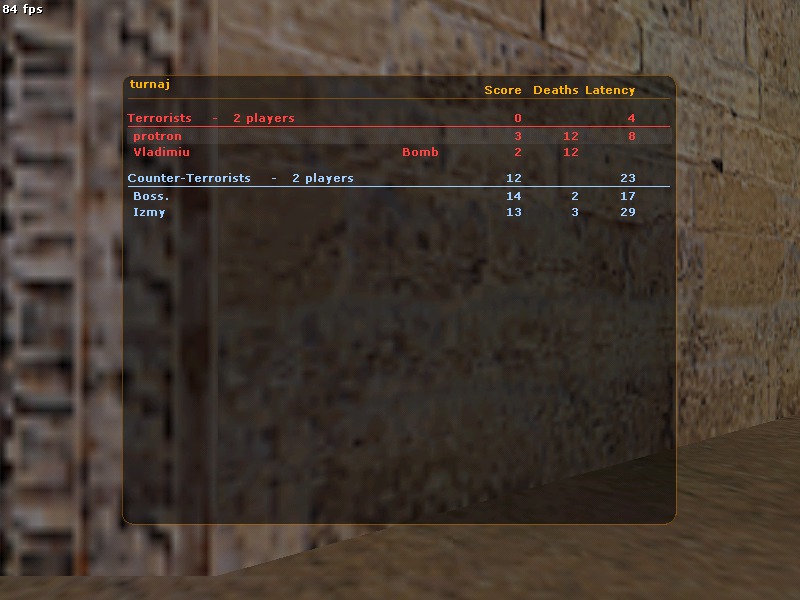 84 fps
turnaj
Score Deaths Latency
Terrorists - 2 players 0 4
protron 3 12 8
Vladimiu Bomb 2 12
Counter-Terrorists - 2 players 12 23
Boss. 14 2 17
Izmy 13 3 29